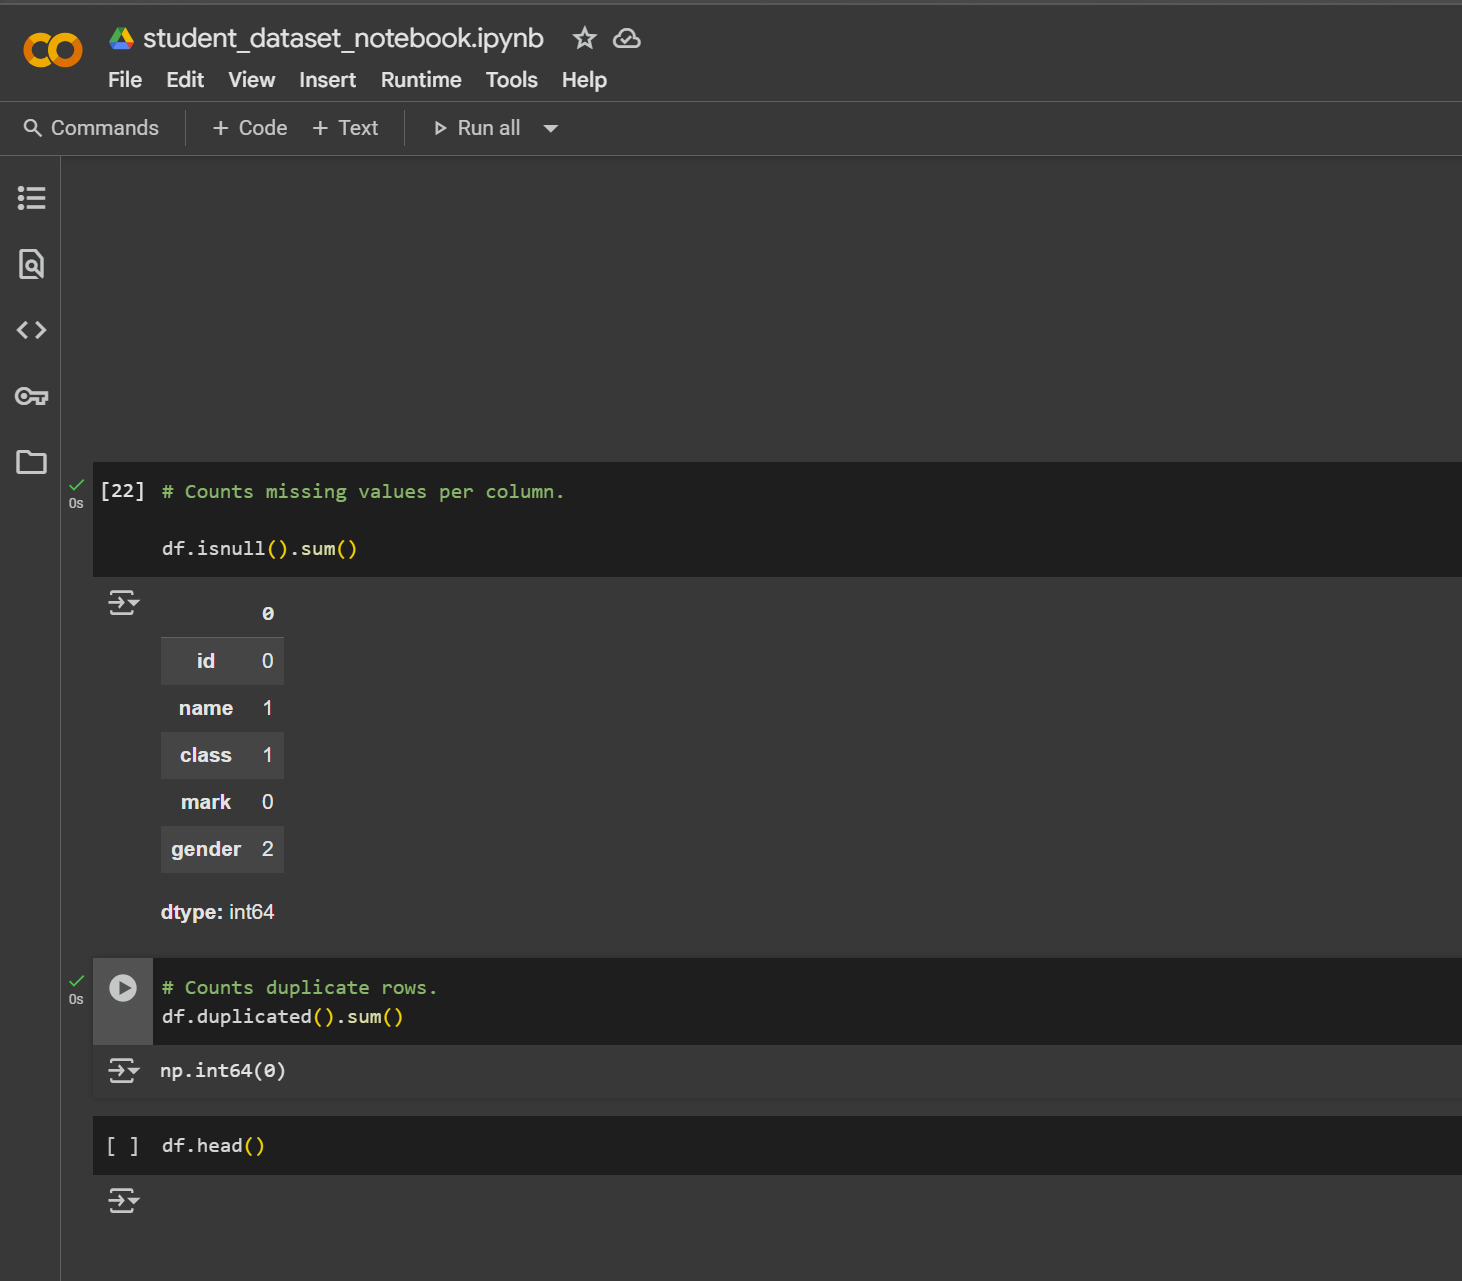 student_dataset_notebook.ipynb
File Edit View Insert Runtime Tools Help
Commands + Code + Text Run all
[22] # Counts missing values per column.
0s
df.isnull().sum()
0
id 0
name 1
class 1
mark 0
gender 2
dtype: int64
# Counts duplicate rows.
0s
df.duplicated().sum()
np.int64(0)
[ ] df.head()